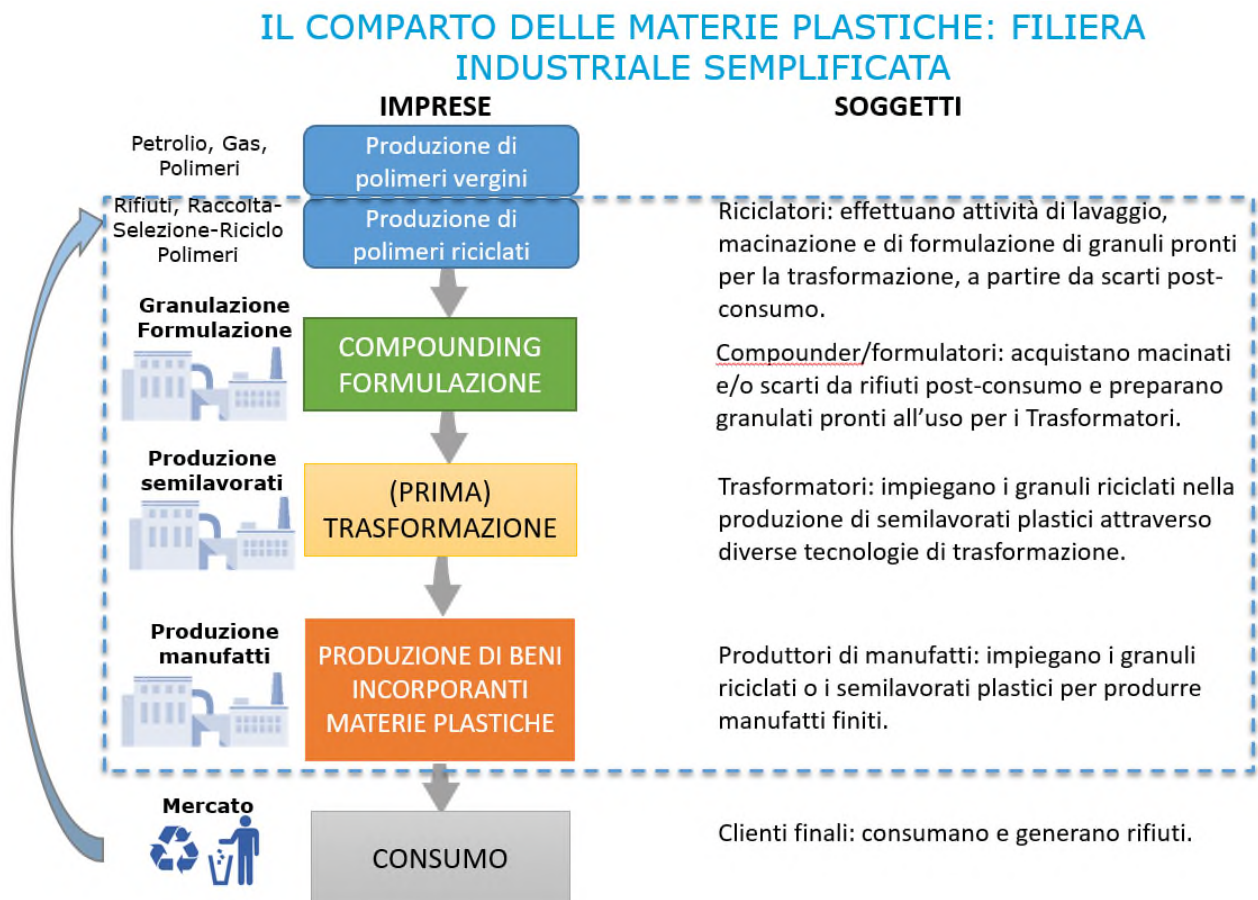 IL COMPARTO DELLE MATERIE PLASTICHE: FILIERA
INDUSTRIALE SEMPLIFICATA
IMPRESE
SOGGETTI
Petrolio, Gas,
Polimeri
Produzione di
polimeri vergini
Rifiuti, Raccolta-
Selezione-Riciclo
Polimeri
Produzione di
polimeri riciclati
Riciclatori: effettuano attività di lavaggio,
macinazione e di formulazione di granuli pronti
per la trasformazione, a partire da scarti post-
consumo.
Granulazione
Formulazione
COMPOUNDING
FORMULAZIONE
Compounder/formulatori: acquistano macinati
e/o scarti da rifiuti post-consumo e preparano
granulati pronti all'uso per i Trasformatori.
Produzione
semilavorati
(PRIMA)
TRASFORMAZIONE
Trasformatori: impiegano i granuli riciclati nella
produzione di semilavorati plastici attraverso
diverse tecnologie di trasformazione.
Produzione
manufatti
PRODUZIONE DI BENI
INCORPORANTI
MATERIE PLASTICHE
Produttori di manufatti: impiegano i granuli
riciclati o i semilavorati plastici per produrre
manufatti finiti.
Mercato
CONSUMO
Clienti finali: consumano e generano rifiuti.